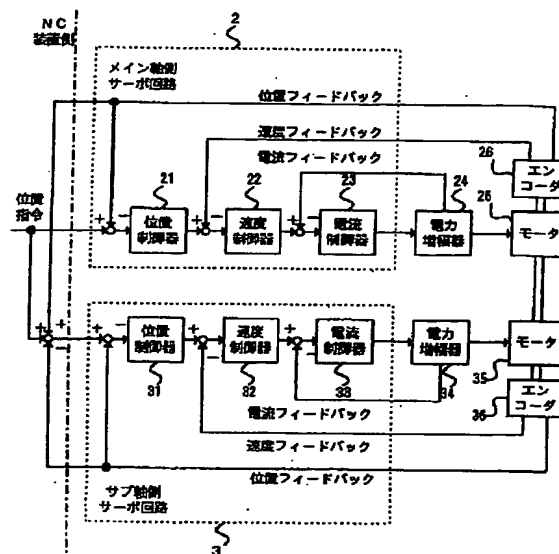 NC
装置側
2
メイン軸側
サーボ回路
位置フィードバック
速度フィードバック
電流フィードバック
26
エン
コーダ
位置
指令
21
22
23
24
25
+
−
位置
制御器
+
−
速度
制御器
+
−
電流
制御器
電力
増幅器
モータ
+
+
−
+
−
位置
制御器
+
−
速度
制御器
+
−
電流
制御器
電力
増幅器
モータ
31
32
33
34
35
エン
コーダ
36
電流フィードバック
速度フィードバック
位置フィードバック
サブ軸側
サーボ回路
3